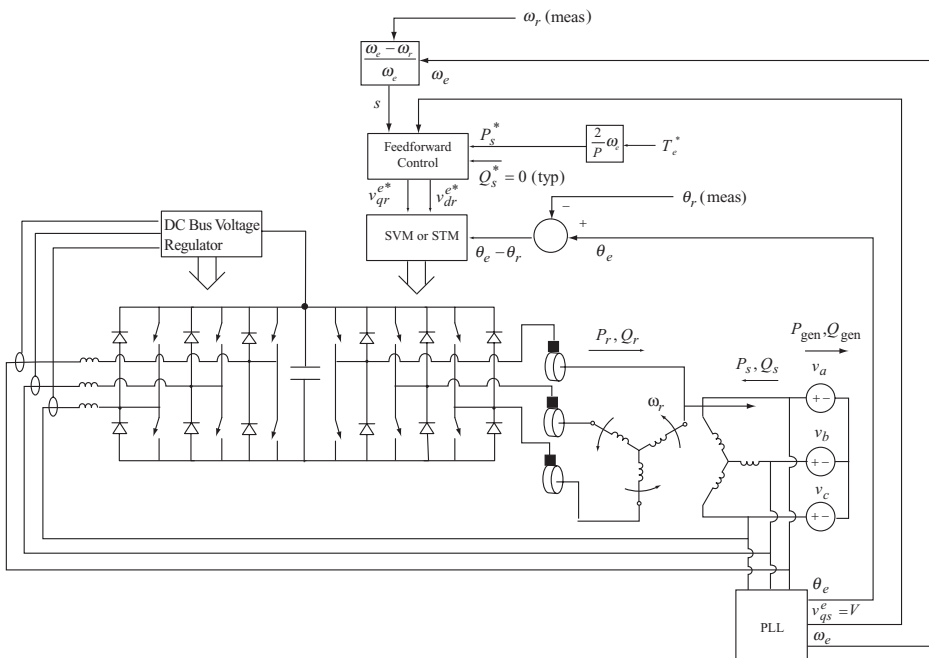 ω_r (meas)
ω_e − ω_r
ω_e
ω_e
s
P_s^*
2/P ω_e
T_e^*
Feedforward
Control
Q_s^* = 0 (typ)
v_qr^e*
v_dr^e*
θ_r (meas)
−
+
DC Bus Voltage
Regulator
SVM or STM
θ_e − θ_r
θ_e
P_r, Q_r
P_gen, Q_gen
P_s, Q_s
v_a
+ −
ω_r
v_b
+ −
v_c
+ −
θ_e
v_qs^e = V
PLL
ω_e